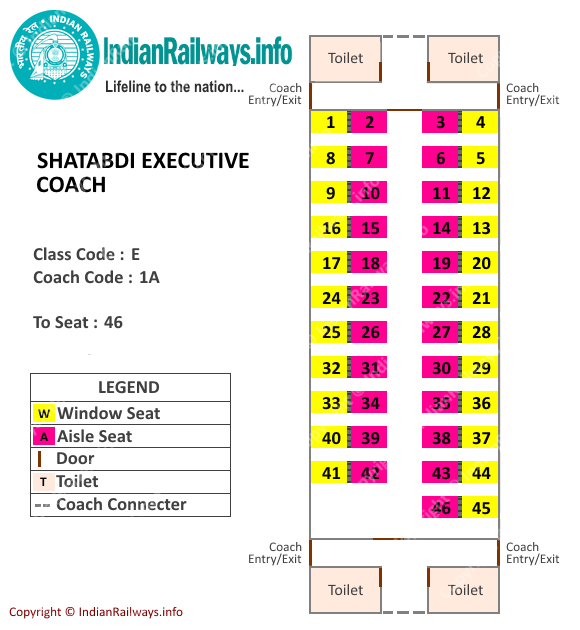 भारतीय रेल
INDIAN RAILWAYS
IndianRailways.info
Lifeline to the nation...
Toilet Toilet
Coach Entry/Exit
Coach Entry/Exit
SHATABDI EXECUTIVE
COACH
Class Code : E
Coach Code : 1A
To Seat : 46
1 2 3 4
8 7 6 5
9 10 11 12
16 15 14 13
17 18 19 20
24 23 22 21
25 26 27 28
32 31 30 29
33 34 35 36
40 39 38 37
41 42 43 44
46 45
LEGEND
W Window Seat
A Aisle Seat
Door
T Toilet
Coach Connecter
Coach Entry/Exit
Coach Entry/Exit
Toilet Toilet
Copyright © IndianRailways.info